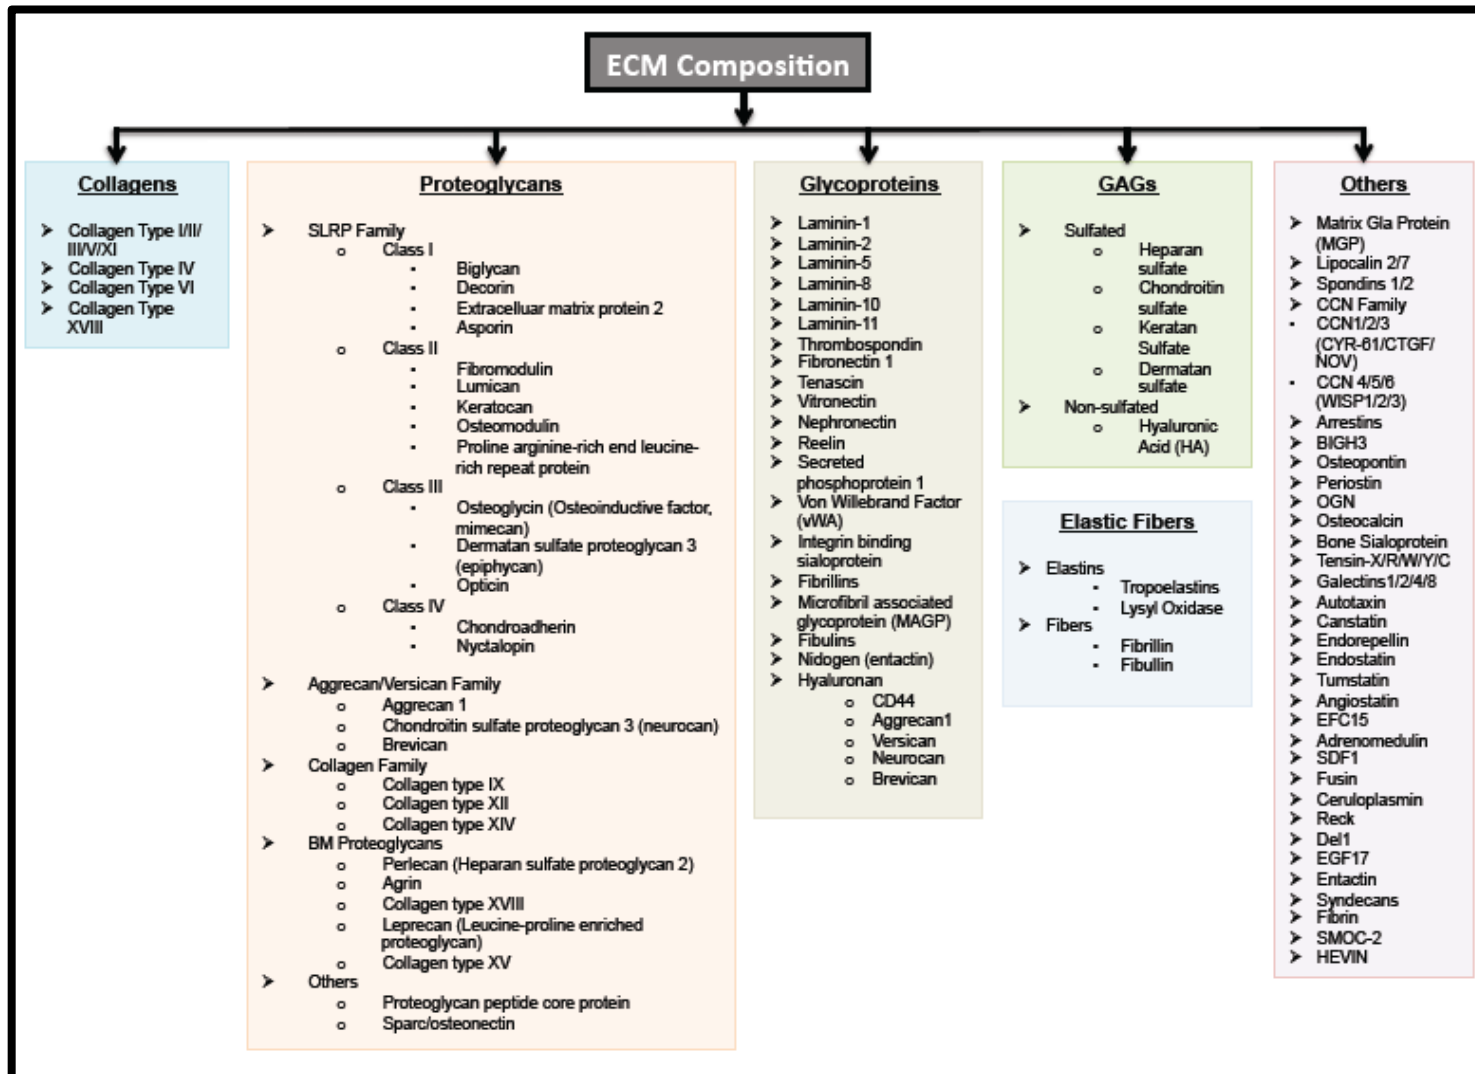 ECM Composition
Collagens
Collagen Type I/II/
III/V/XI
Collagen Type IV
Collagen Type VI
Collagen Type
XVIII
Proteoglycans
SLRP Family
Class I
Biglycan
Decorin
Extracelluar matrix protein 2
Asporin
Class II
Fibromodulin
Lumican
Keratocan
Osteomodulin
Proline arginine-rich end leucine-
rich repeat protein
Class III
Osteoglycin (Osteoinductive factor,
mimecan)
Dermatan sulfate proteoglycan 3
(epiphycan)
Opticin
Class IV
Chondroadherin
Nyctalopin
Aggrecan/Versican Family
Aggrecan 1
Chondroitin sulfate proteoglycan 3 (neurocan)
Brevican
Collagen Family
Collagen type IX
Collagen type XII
Collagen type XIV
BM Proteoglycans
Perlecan (Heparan sulfate proteoglycan 2)
Agrin
Collagen type XVIII
Leprecan (Leucine-proline enriched
proteoglycan)
Collagen type XV
Others
Proteoglycan peptide core protein
Sparc/osteonectin
Glycoproteins
Laminin-1
Laminin-2
Laminin-5
Laminin-8
Laminin-10
Laminin-11
Thrombospondin
Fibronectin 1
Tenascin
Vitronectin
Nephronectin
Reelin
Secreted
phosphoprotein 1
Von Willebrand Factor
(vWA)
Integrin binding
sialoprotein
Fibrillins
Microfibril associated
glycoprotein (MAGP)
Fibulins
Nidogen (entactin)
Hyaluronan
CD44
Aggrecan1
Versican
Neurocan
Brevican
GAGs
Sulfated
Heparan
sulfate
Chondroitin
sulfate
Keratan
Sulfate
Dermatan
sulfate
Non-sulfated
Hyaluronic
Acid (HA)
Elastic Fibers
Elastins
Tropoelastins
Lysyl Oxidase
Fibers
Fibrillin
Fibullin
Others
Matrix Gla Protein
(MGP)
Lipocalin 2/7
Spondins 1/2
CCN Family
CCN1/2/3
(CYR-61/CTGF/
NOV)
CCN 4/5/6
(WISP1/2/3)
Arrestins
BIGH3
Osteopontin
Periostin
OGN
Osteocalcin
Bone Sialoprotein
Tensin-X/R/W/Y/C
Galectins1/2/4/8
Autotaxin
Canstatin
Endorepellin
Endostatin
Tumstatin
Angiostatin
EFC15
Adrenomedulin
SDF1
Fusin
Ceruloplasmin
Reck
Del1
EGF17
Entactin
Syndecans
Fibrin
SMOC-2
HEVIN